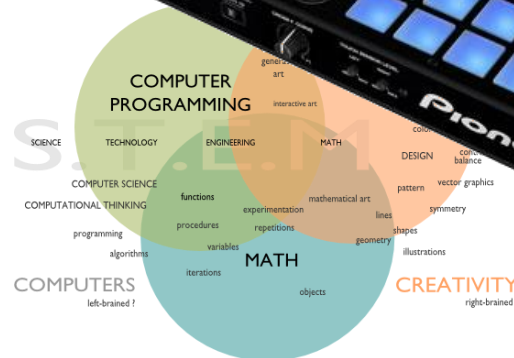 COMPUTER
PROGRAMMING
art
interactive art
S.T.E.M
SCIENCE TECHNOLOGY ENGINEERING MATH
DESIGN
balance
COMPUTER SCIENCE
functions
pattern
vector graphics
COMPUTATIONAL THINKING
experimentation
mathematical art
lines
symmetry
programming
procedures
repetitions
shapes
algorithms
variables
geometry
illustrations
iterations
MATH
objects
COMPUTERS
left-brained ?
CREATIVITY
right-brained